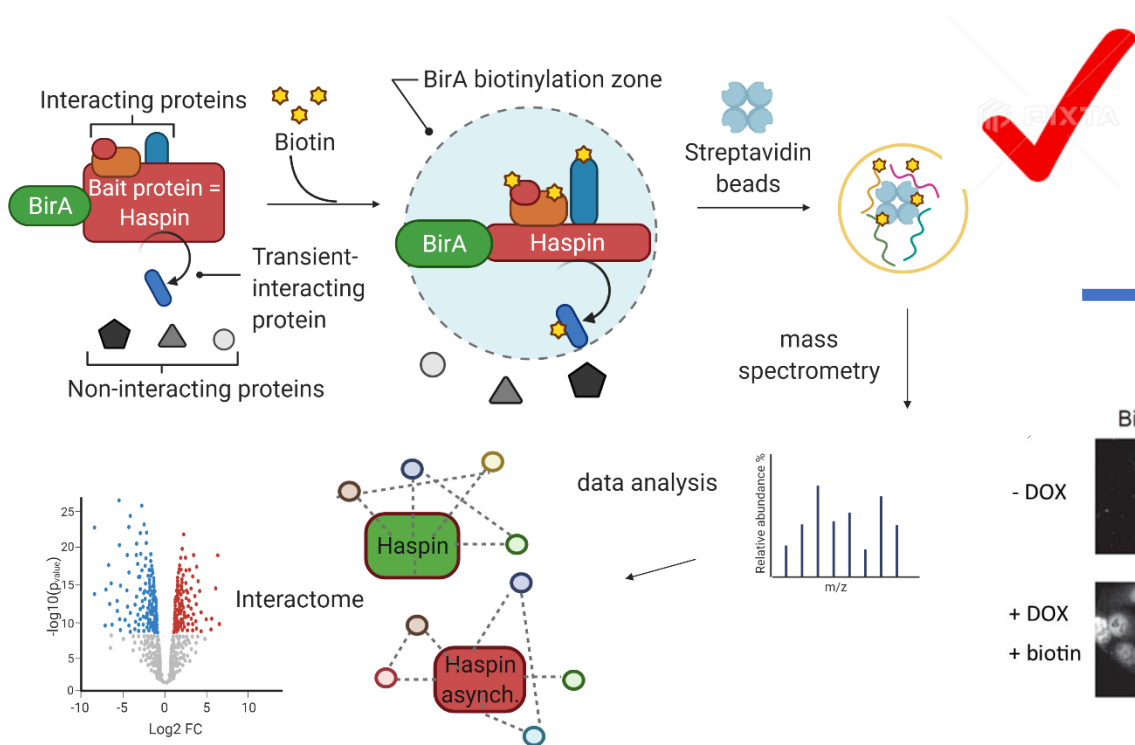 Interacting proteins
Biotin
BirA biotinylation zone
Streptavidin
beads
PIXTA
BirA
Bait protein =
Haspin
Transient-
interacting
protein
Non-interacting proteins
BirA
Haspin
mass
spectrometry
Bi
- DOX
+ DOX
+ biotin
data analysis
Relative abundance %
m/z
Haspin
Interactome
Haspin
asynch.
-log10(pvalue)
25
20
15
10
5
0
-10
-5
0
5
10
Log2 FC